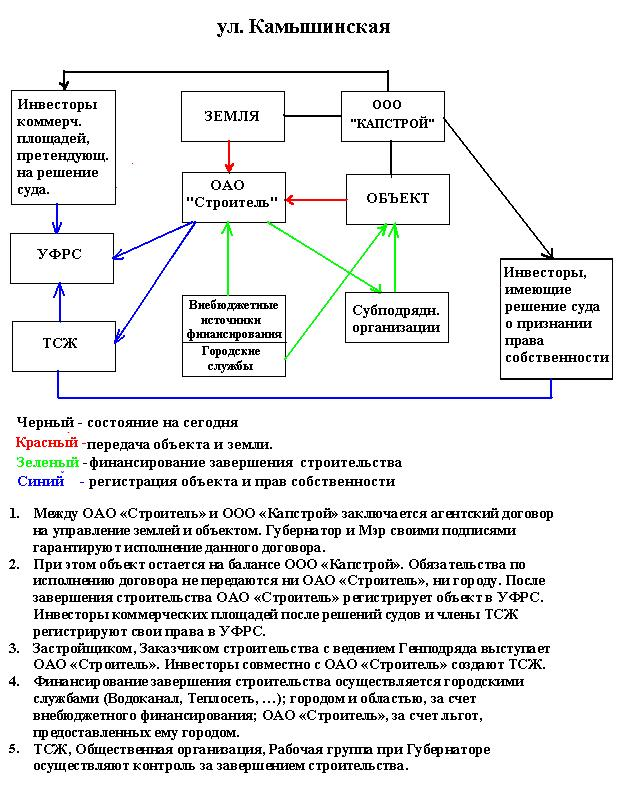 ул. Камышинская
Инвесторы
коммерч.
площадей,
претендующ.
на решение
суда.
ЗЕМЛЯ
ООО
"КАПСТРОЙ"
ОАО
"Строитель"
ОБЪЕКТ
УФРС
Инвесторы,
имеющие
решение суда
о признании
права
собственности
Внебюджетные
источники
финансирования
Городские
службы
Субподрядн.
организации
ТСЖ
Черный - состояние на сегодня
Красный -передача объекта и земли.
Зеленый -финансирование завершения строительства
Синий - регистрация объекта и прав собственности
1. Между ОАО «Строитель» и ООО «Капстрой» заключается агентский договор
на управление землей и объектом. Губернатор и Мэр своими подписями
гарантируют исполнение данного договора.
2. При этом объект остается на балансе ООО «Капстрой». Обязательства по
исполнению договора не передаются ни ОАО «Строитель», ни городу. После
завершения строительства ОАО «Строитель» регистрирует объект в УФРС.
Инвесторы коммерческих площадей после решений судов и члены ТСЖ
регистрируют свои права в УФРС.
3. Застройщиком, Заказчиком строительства с ведением Генподряда выступает
ОАО «Строитель». Инвесторы совместно с ОАО «Строитель» создают ТСЖ.
4. Финансирование завершения строительства осуществляется городскими
службами (Водоканал, Теплосеть, …); городом и областью, за счет
внебюджетного финансирования; ОАО «Строитель», за счет льгот,
предоставленных ему городом.
5. ТСЖ, Общественная организация, Рабочая группа при Губернаторе
осуществляют контроль за завершением строительства.